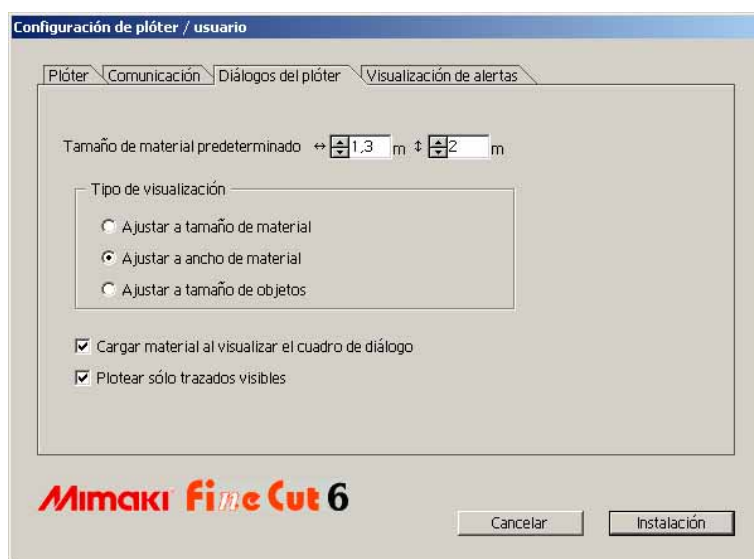 Configuración de plóter / usuario
Plóter Comunicación Diálogos del plóter Visualización de alertas
Tamaño de material predeterminado ↔ 1,3 m ↕ 2 m
Tipo de visualización
Ajustar a tamaño de material
Ajustar a ancho de material
Ajustar a tamaño de objetos
Cargar material al visualizar el cuadro de diálogo
Plotear sólo trazados visibles
Mimaki Fine Cut 6
Cancelar Instalación